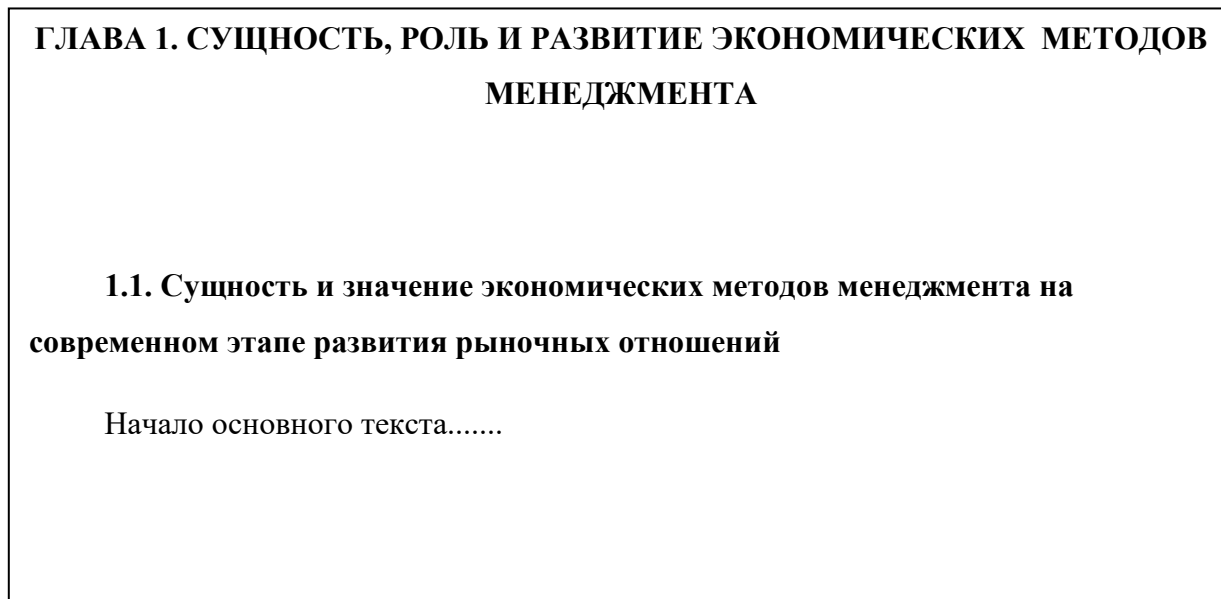 ГЛАВА 1. СУЩНОСТЬ, РОЛЬ И РАЗВИТИЕ ЭКОНОМИЧЕСКИХ  МЕТОДОВ
МЕНЕДЖМЕНТА
1.1. Сущность и значение экономических методов менеджмента на
современном этапе развития рыночных отношений
Начало основного текста.......